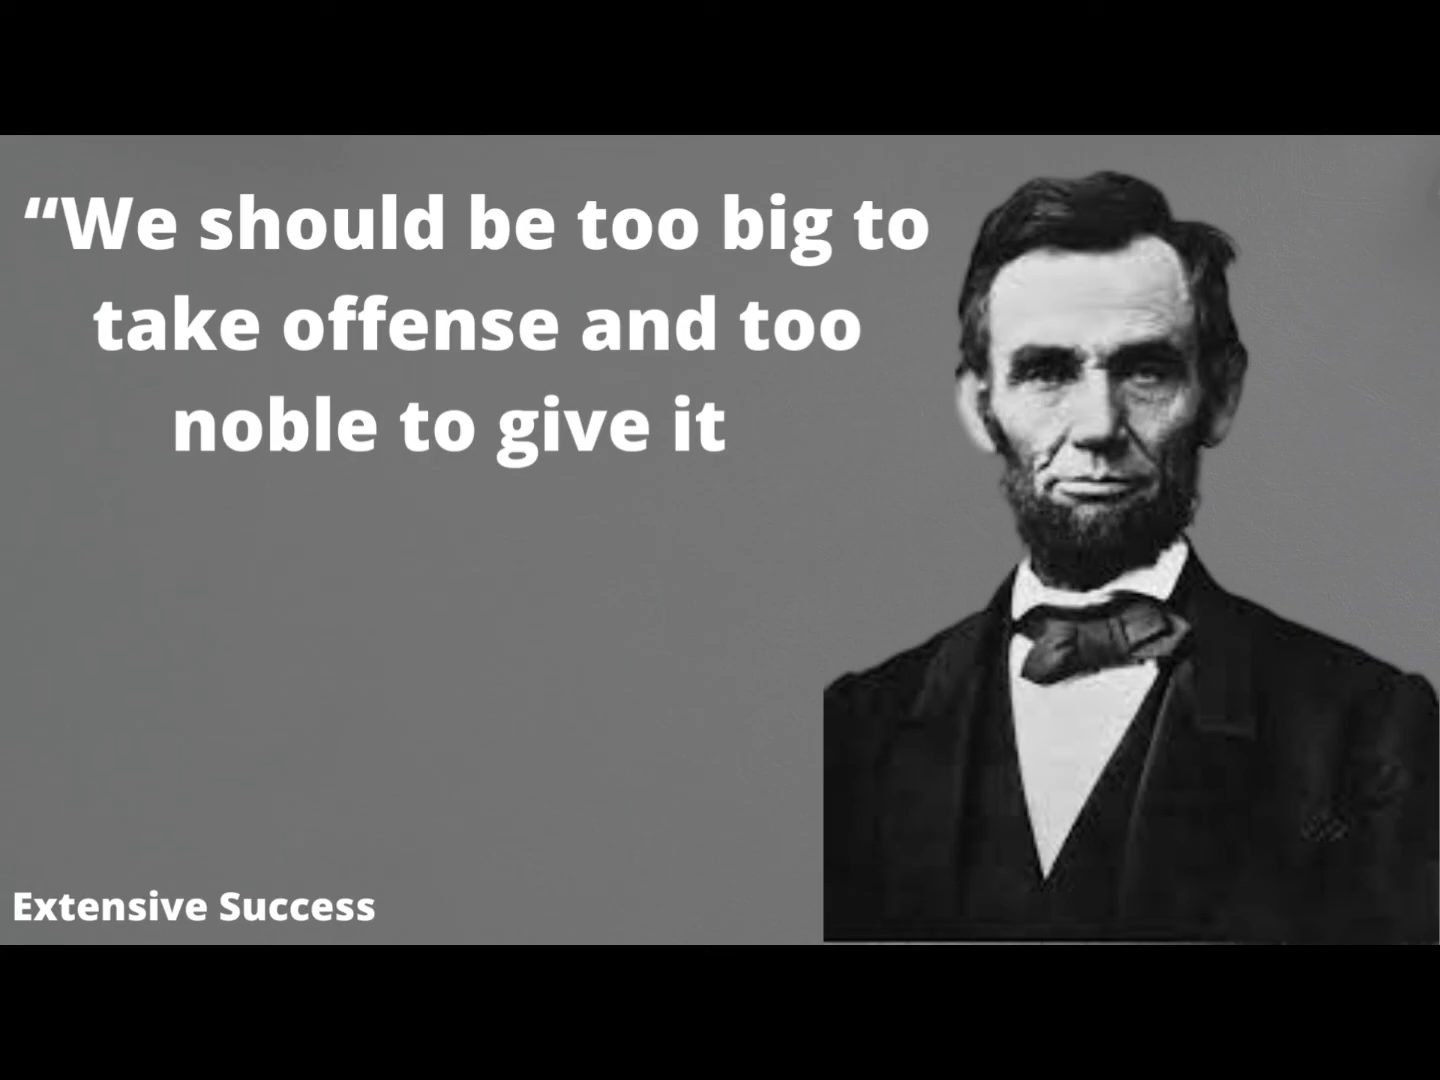 “We should be too big to
take offense and too
noble to give it
Extensive Success